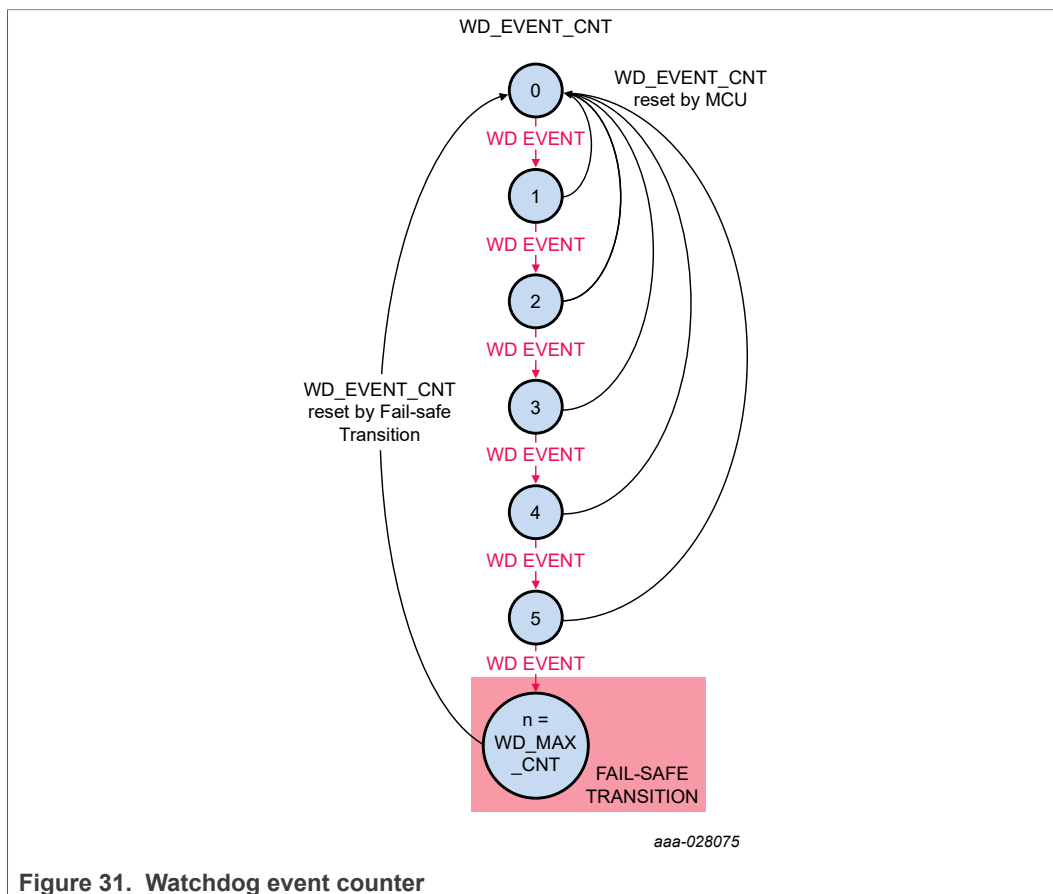 WD_EVENT_CNT
WD_EVENT_CNT
reset by MCU
0
WD EVENT
1
WD EVENT
2
WD EVENT
3
WD_EVENT_CNT
reset by Fail-safe
Transition
WD EVENT
4
WD EVENT
5
WD EVENT
n =
WD_MAX
_CNT
FAIL-SAFE
TRANSITION
aaa-028075
Figure 31. Watchdog event counter